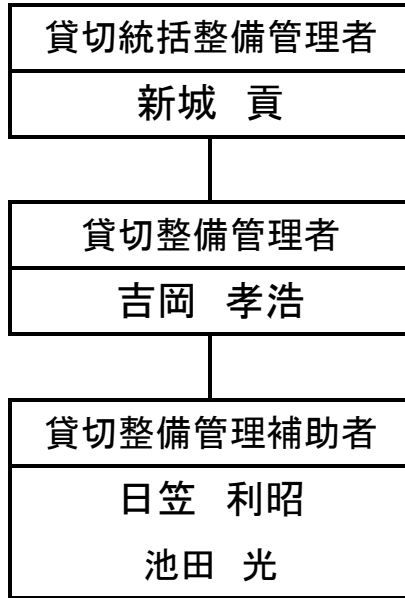 貸切統括整備管理者
新城　貢
貸切整備管理者
吉岡　孝浩
貸切整備管理補助者
日笠　利昭
池田　光